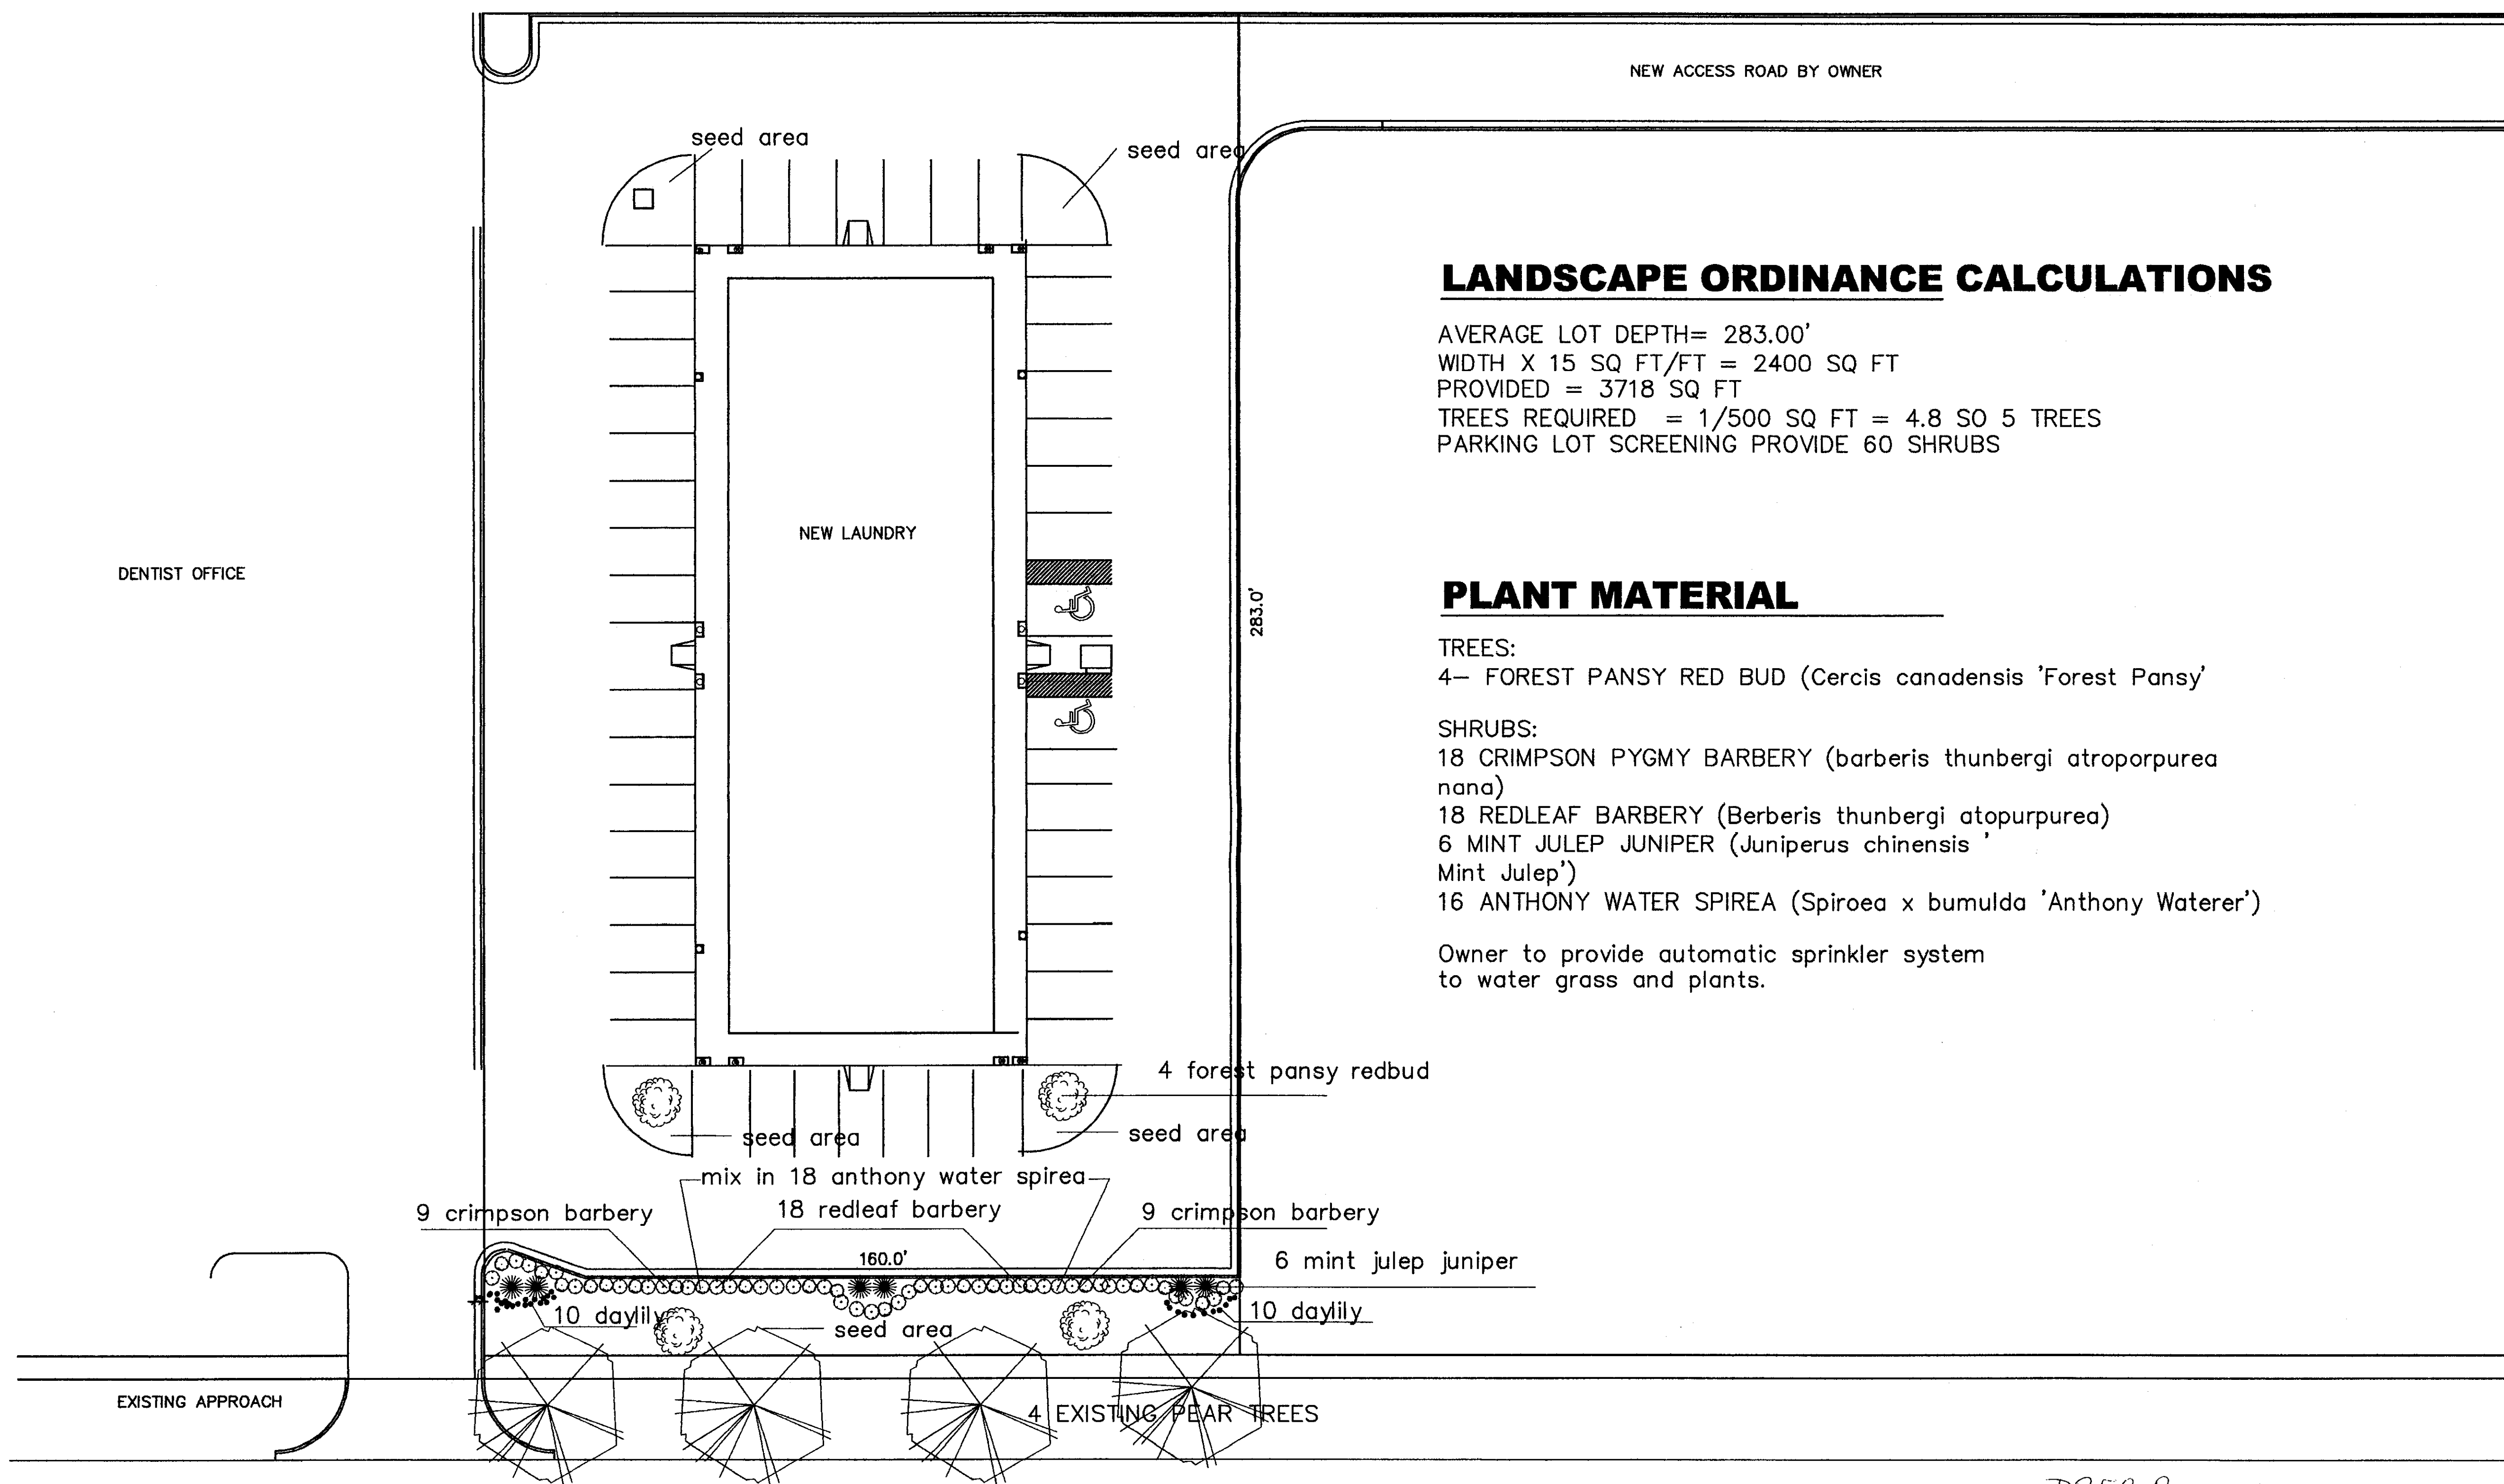 NEW ACCESS ROAD BY OWNER
seed area
seed area
LANDSCAPE ORDINANCE CALCULATIONS
AVERAGE LOT DEPTH= 283.00'
WIDTH X 15 SQ FT/FT = 2400 SQ FT
PROVIDED = 3718 SQ FT
TREES REQUIRED = 1/500 SQ FT = 4.8 SO 5 TREES
PARKING LOT SCREENING PROVIDE 60 SHRUBS
NEW LAUNDRY
DENTIST OFFICE
283.0'
PLANT MATERIAL
TREES:
4- FOREST PANSY RED BUD (Cercis canadensis 'Forest Pansy'
SHRUBS:
18 CRIMPSON PYGMY BARBERY (barberis thunbergi atroporpurea
nana)
18 REDLEAF BARBERY (Berberis thunbergi atopurpurea)
6 MINT JULEP JUNIPER (Juniperus chinensis '
Mint Julep')
16 ANTHONY WATER SPIREA (Spiroea x bumulda 'Anthony Waterer')
Owner to provide automatic sprinkler system
to water grass and plants.
4 forest pansy redbud
seed area
seed area
mix in 18 anthony water spirea
9 crimpson barbery
18 redleaf barbery
9 crimpson barbery
160.0'
6 mint julep juniper
10 daylily
10 daylily
seed area
EXISTING APPROACH
4 EXISTING PEAR TREES